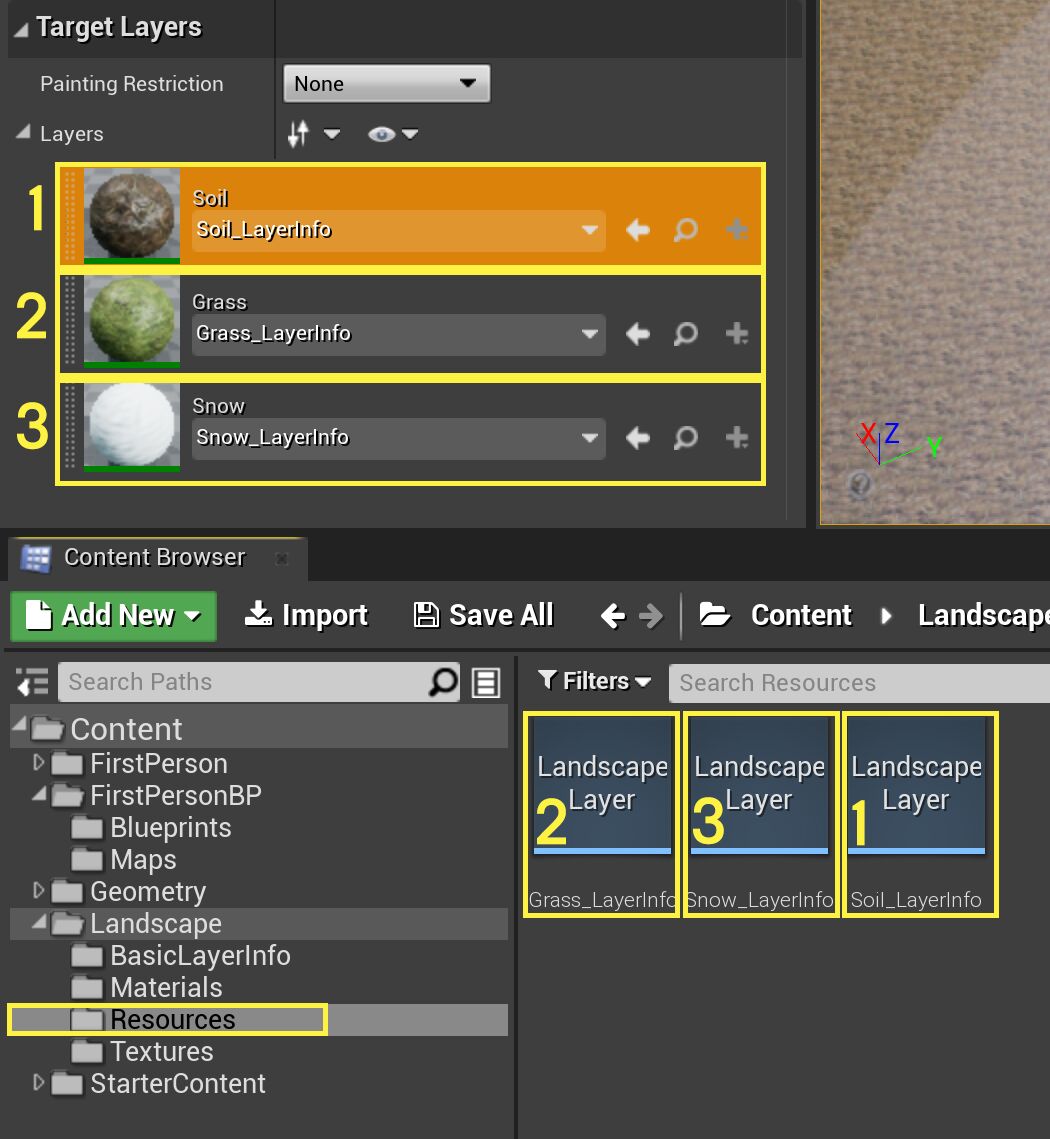 Target Layers
Painting Restriction
None
Layers
1
Soil
Soil_LayerInfo
2
Grass
Grass_LayerInfo
3
Snow
Snow_LayerInfo
X Z Y
?
Content Browser
Add New
Import
Save All
Content
Landscape
Search Paths
Filters
Search Resources
Content
FirstPerson
FirstPersonBP
Blueprints
Maps
Geometry
Landscape
BasicLayerInfo
Materials
Resources
Textures
StarterContent
Landscape
Layer
2
Grass_LayerInfo
Landscape
Layer
3
Snow_LayerInfo
Landscape
Layer
1
Soil_LayerInfo